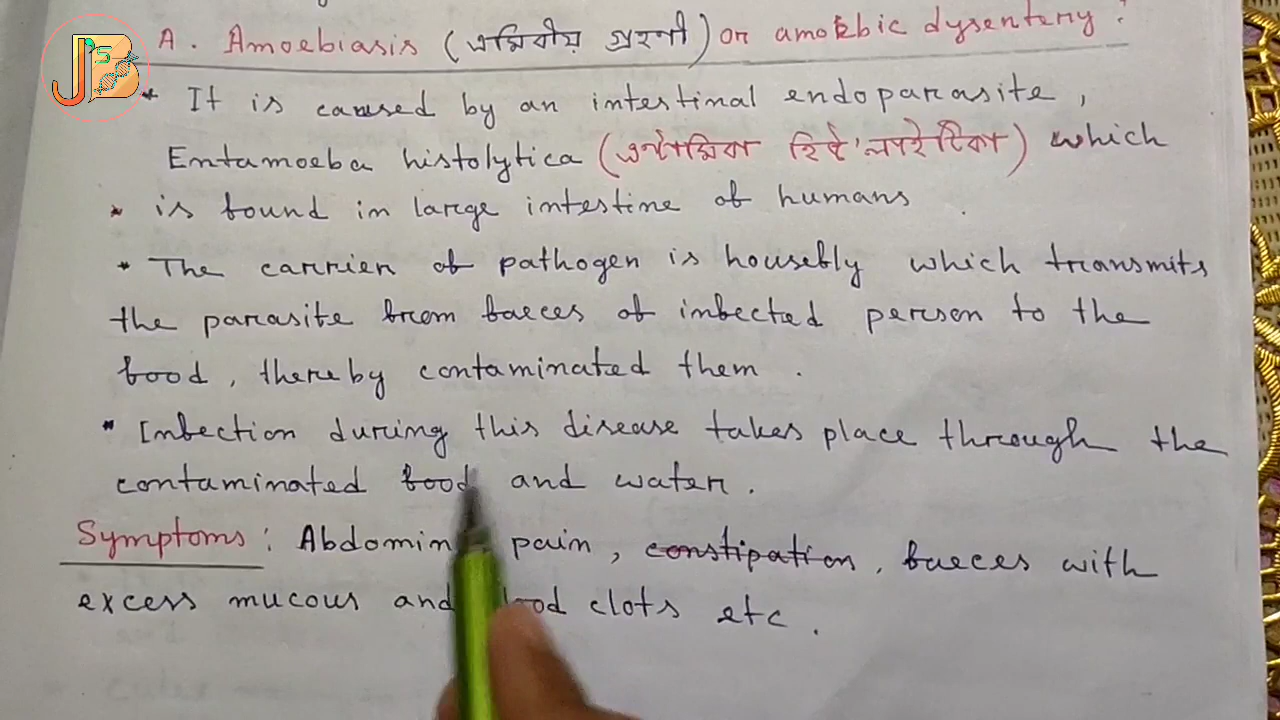 JBS
A. Amoebiasis (এমিবীয় গ্রহণী) or amoebic dysentery:
* It is caused by an intestinal endoparasite,
Entamoeba histolytica (এন্টামিবা হিষ্ট'লাইটিকা) which
* is found in large intestine of humans.
* The carrier of pathogen is housefly which transmits
the parasite from faeces of infected person to the
food, thereby contaminated them.
* Infection during this disease takes place through the
contaminated food and water.
Symptoms: Abdomin pain, constipation, faeces with
excess mucous and clots etc.